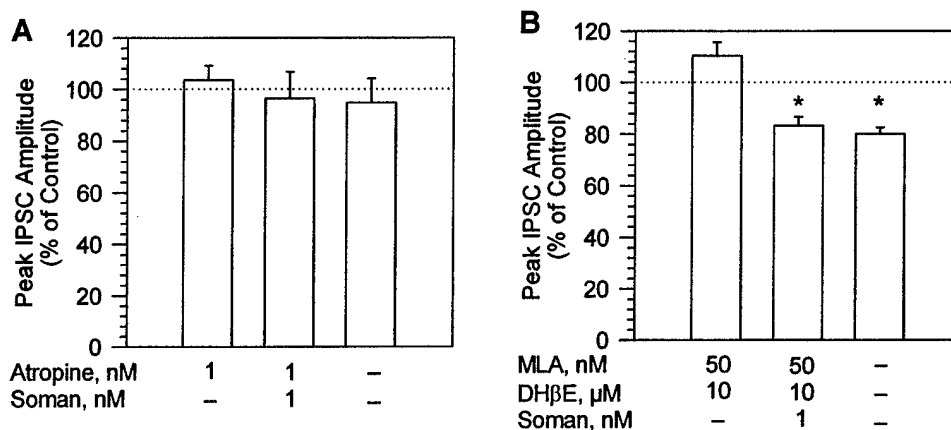 A
Peak IPSC Amplitude
(% of Control)
120
100
80
60
40
20
0
Atropine, nM 1 1 –
Soman, nM – 1 –
B
Peak IPSC Amplitude
(% of Control)
120
100
80
60
40
20
0
* *
MLA, nM 50 50 –
DHβE, µM 10 10 –
Soman, nM – 1 –